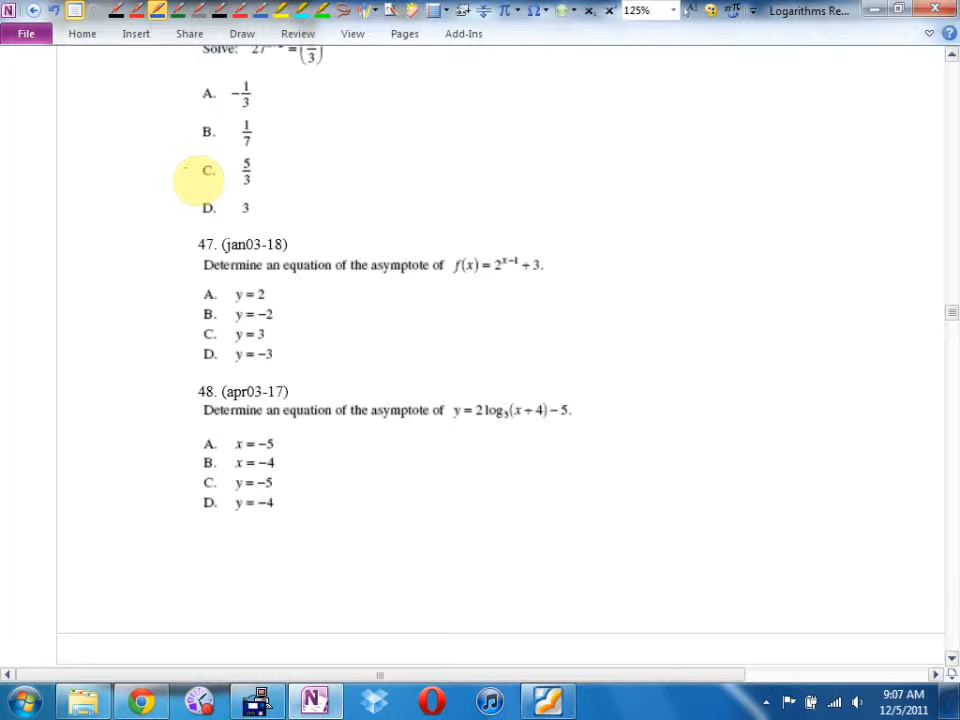 125%
Logarithms Re...
File Home Insert Share Draw Review View Pages Add-Ins
Solve: 27
3
A. −1/3
B. 1/7
C. 5/3
D. 3
47. (jan03-18)
Determine an equation of the asymptote of f(x) = 2^{x−1} + 3.
A. y = 2
B. y = −2
C. y = 3
D. y = −3
48. (apr03-17)
Determine an equation of the asymptote of y = 2 log₃(x + 4) − 5.
A. x = −5
B. x = −4
C. y = −5
D. y = −4
9:07 AM
12/5/2011